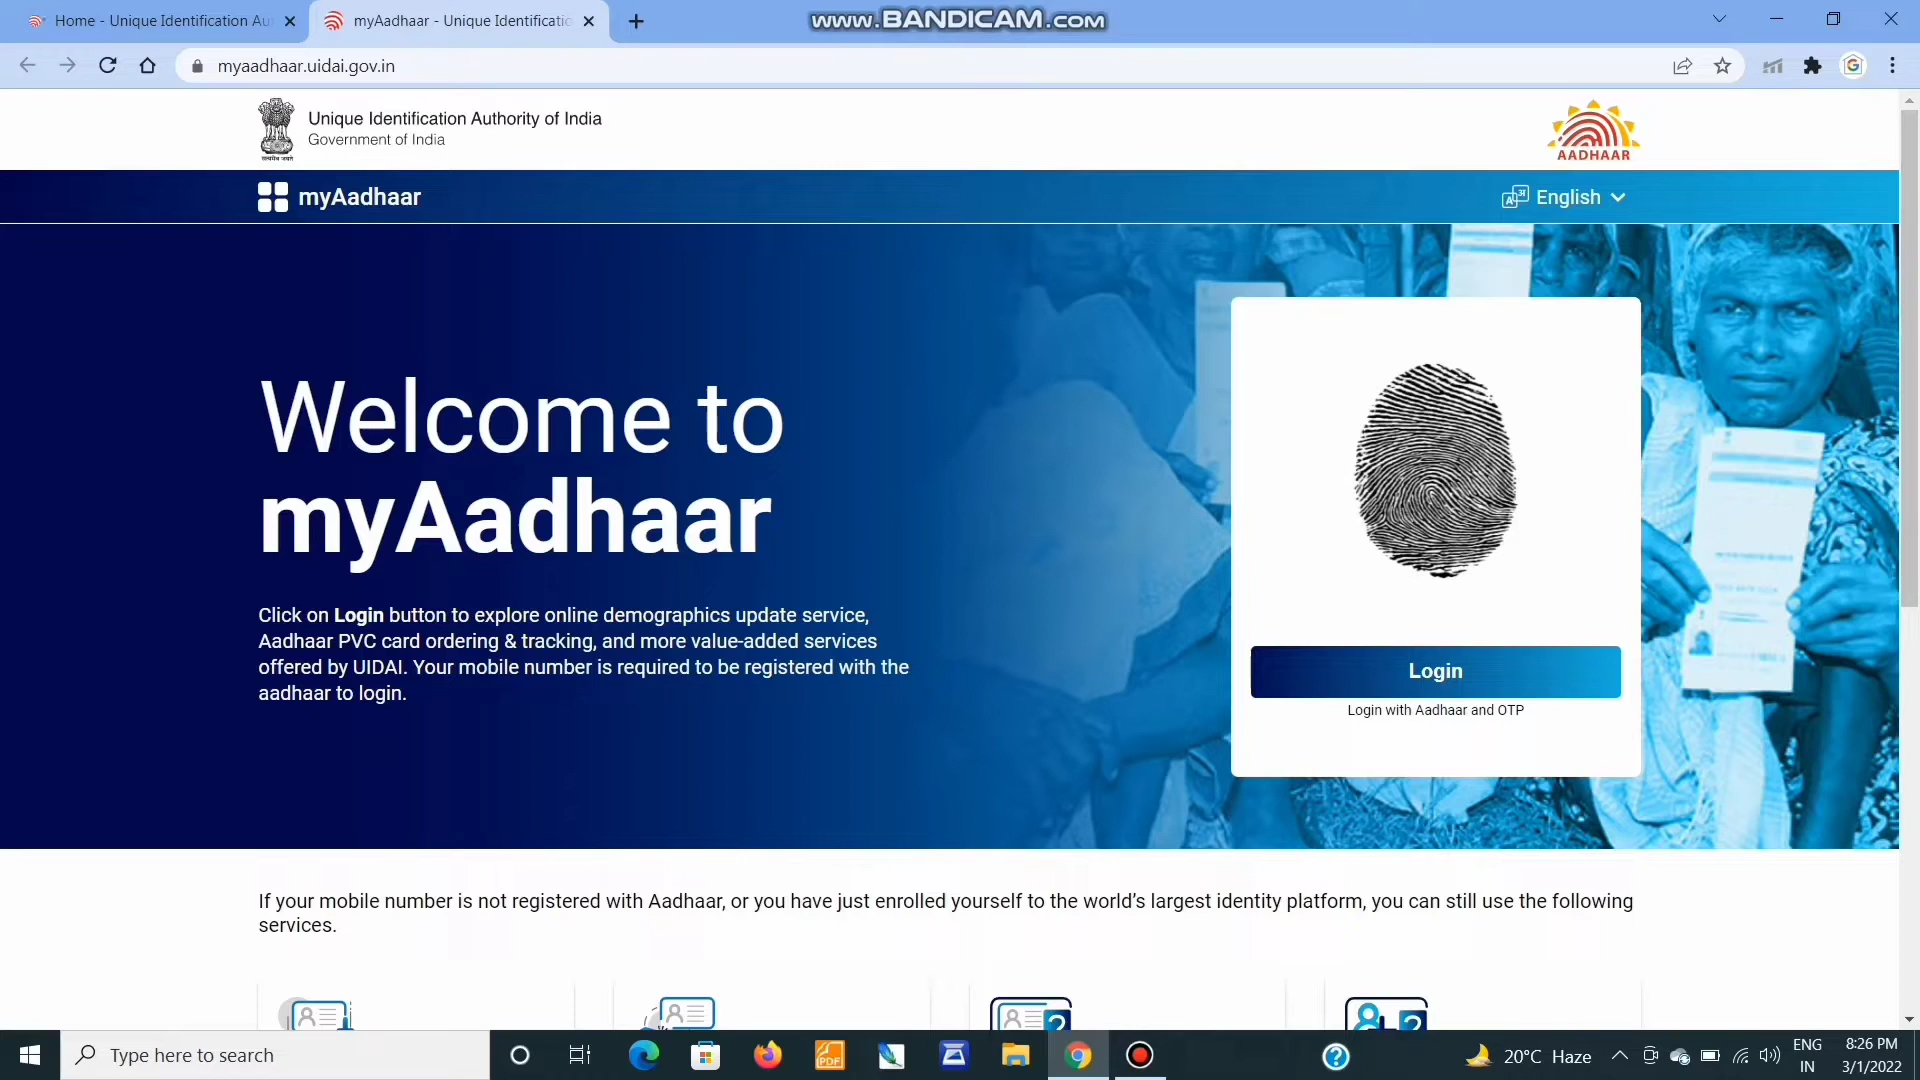 Home - Unique Identification Au
myAadhaar - Unique Identificatio
www.BANDICAM.com
myaadhaar.uidai.gov.in
Unique Identification Authority of India
Government of India
सत्यमेव जयते
AADHAAR
myAadhaar
English
Welcome to
myAadhaar
Click on Login button to explore online demographics update service,
Aadhaar PVC card ordering & tracking, and more value-added services
offered by UIDAI. Your mobile number is required to be registered with the
aadhaar to login.
Login
Login with Aadhaar and OTP
If your mobile number is not registered with Aadhaar, or you have just enrolled yourself to the world's largest identity platform, you can still use the following
services.
Type here to search
PDF
20°C Haze
ENG
IN
8:26 PM
3/1/2022